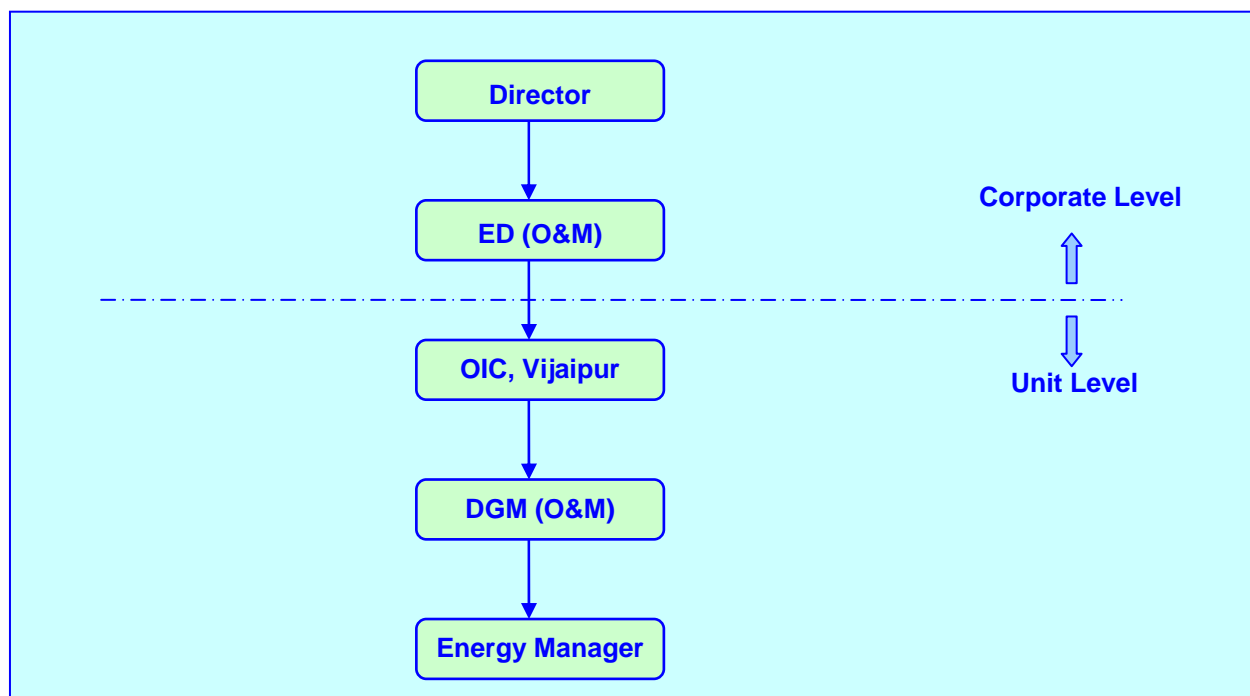 Director
ED (O&M)
Corporate Level
OIC, Vijaipur
Unit Level
DGM (O&M)
Energy Manager